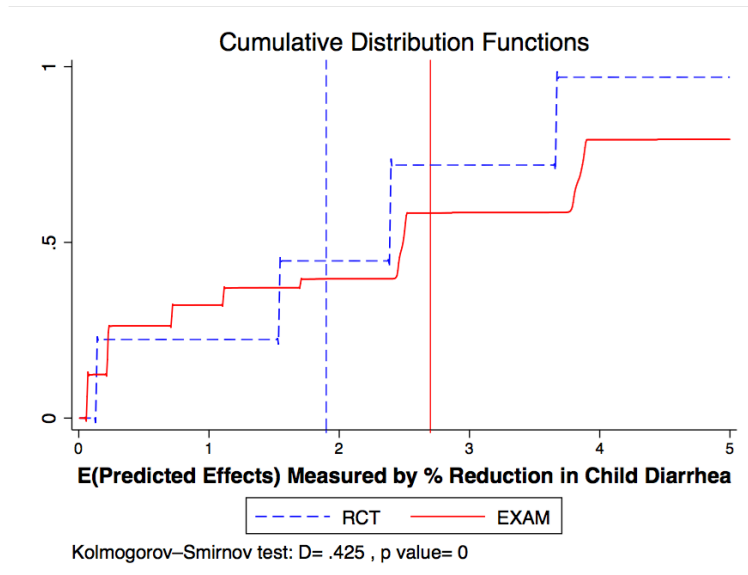 Cumulative Distribution Functions
1
.5
0
0 1 2 3 4 5
E(Predicted Effects) Measured by % Reduction in Child Diarrhea
RCT EXAM
Kolmogorov–Smirnov test: D= .425 , p value= 0